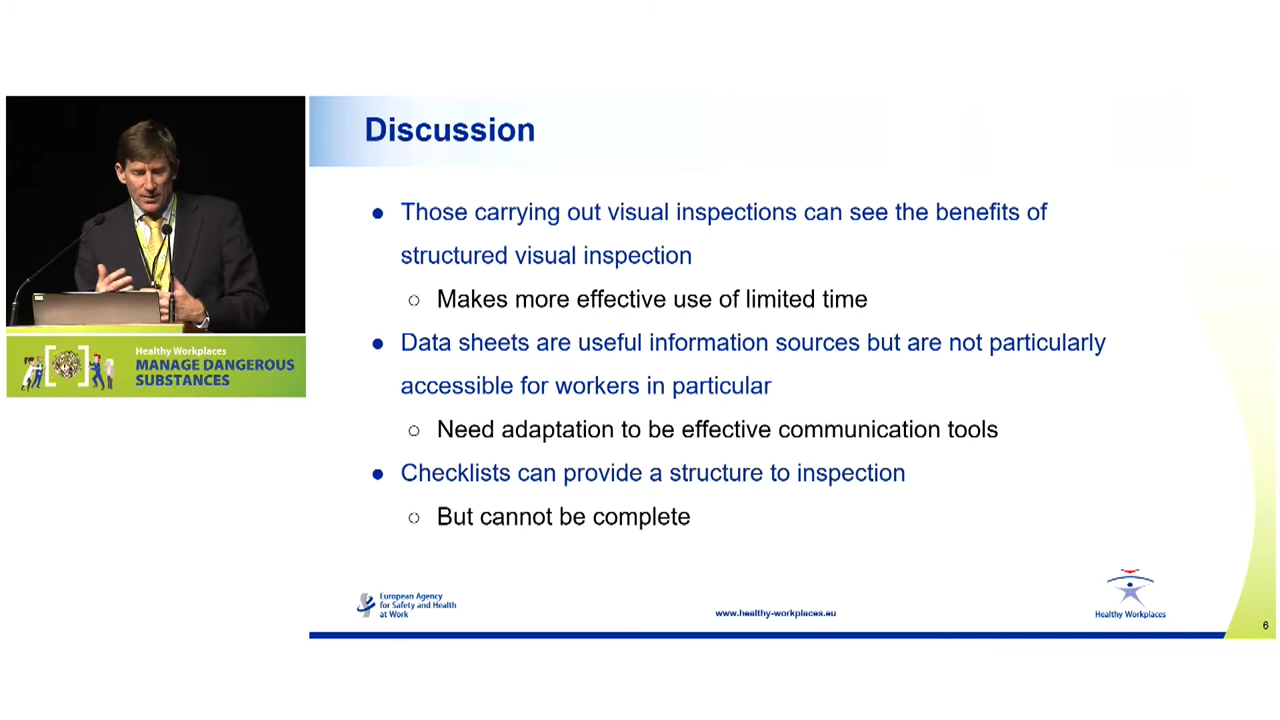 Discussion
● Those carrying out visual inspections can see the benefits of
structured visual inspection
○ Makes more effective use of limited time
● Data sheets are useful information sources but are not particularly
accessible for workers in particular
○ Need adaptation to be effective communication tools
● Checklists can provide a structure to inspection
○ But cannot be complete
Healthy Workplaces
MANAGE DANGEROUS
SUBSTANCES
European Agency
for Safety and Health
at Work
www.healthy-workplaces.eu
Healthy Workplaces
6